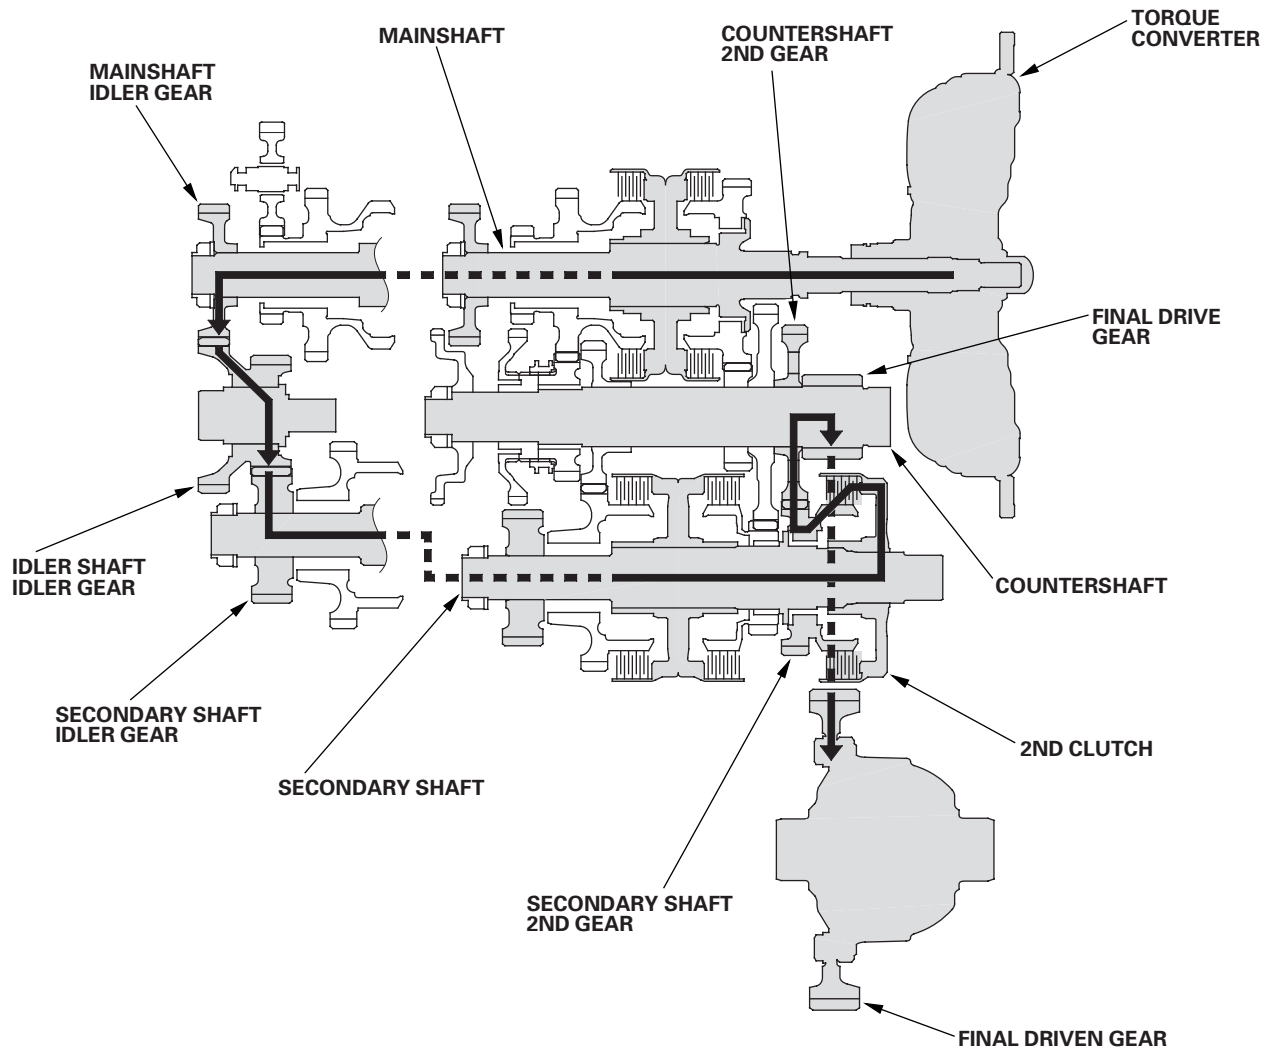 TORQUE
CONVERTER
MAINSHAFT
COUNTERSHAFT
2ND GEAR
MAINSHAFT
IDLER GEAR
FINAL DRIVE
GEAR
IDLER SHAFT
IDLER GEAR
COUNTERSHAFT
SECONDARY SHAFT
IDLER GEAR
2ND CLUTCH
SECONDARY SHAFT
SECONDARY SHAFT
2ND GEAR
FINAL DRIVEN GEAR